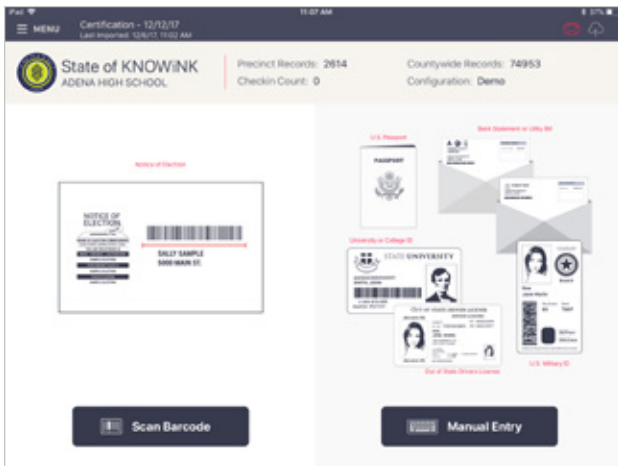 iPad
11:07 AM
37%
MENU
Certification - 12/12/17
Last Imported: 12/6/17, 11:02 AM
State of KNOWiNK
ADENA HIGH SCHOOL
Precinct Records: 2614
Checkin Count: 0
Countywide Records: 74953
Configuration: Demo
Notice of Election
NOTICE OF
ELECTION
SALLY SAMPLE
5000 MAIN ST.
U.S. Passport
PASSPORT
Bank Statement or Utility Bill
University or College ID
STATE UNIVERSITY
Out of State Drivers License
U.S. Military ID
Scan Barcode
Manual Entry